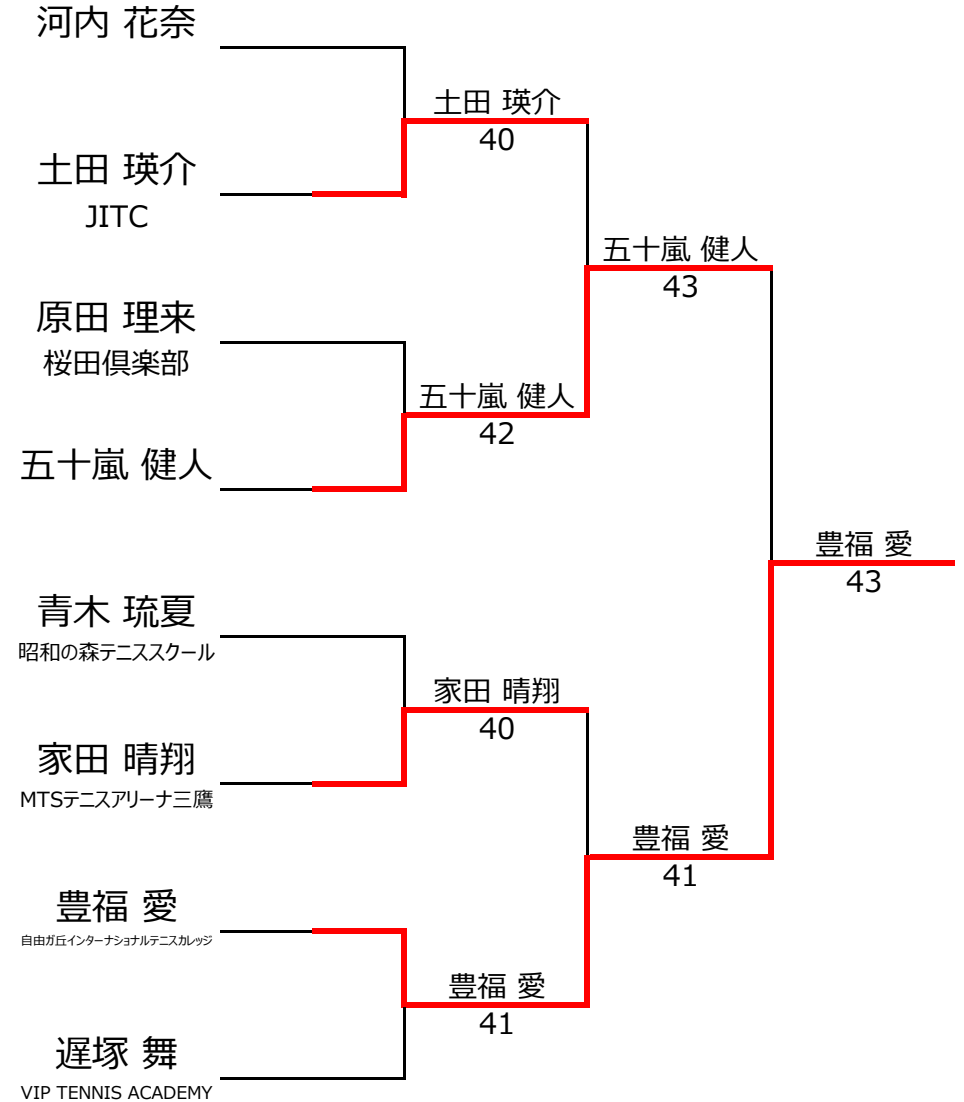 河内 花奈
土田 瑛介
40
土田 瑛介
JITC
五十嵐 健人
43
原田 理来
桜田倶楽部
五十嵐 健人
42
五十嵐 健人
豊福 愛
43
青木 琉夏
昭和の森テニススクール
家田 晴翔
40
家田 晴翔
MTSテニスアリーナ三鷹
豊福 愛
41
豊福 愛
自由ガ丘インターナショナルテニスカレッジ
豊福 愛
41
遅塚 舞
VIP TENNIS ACADEMY